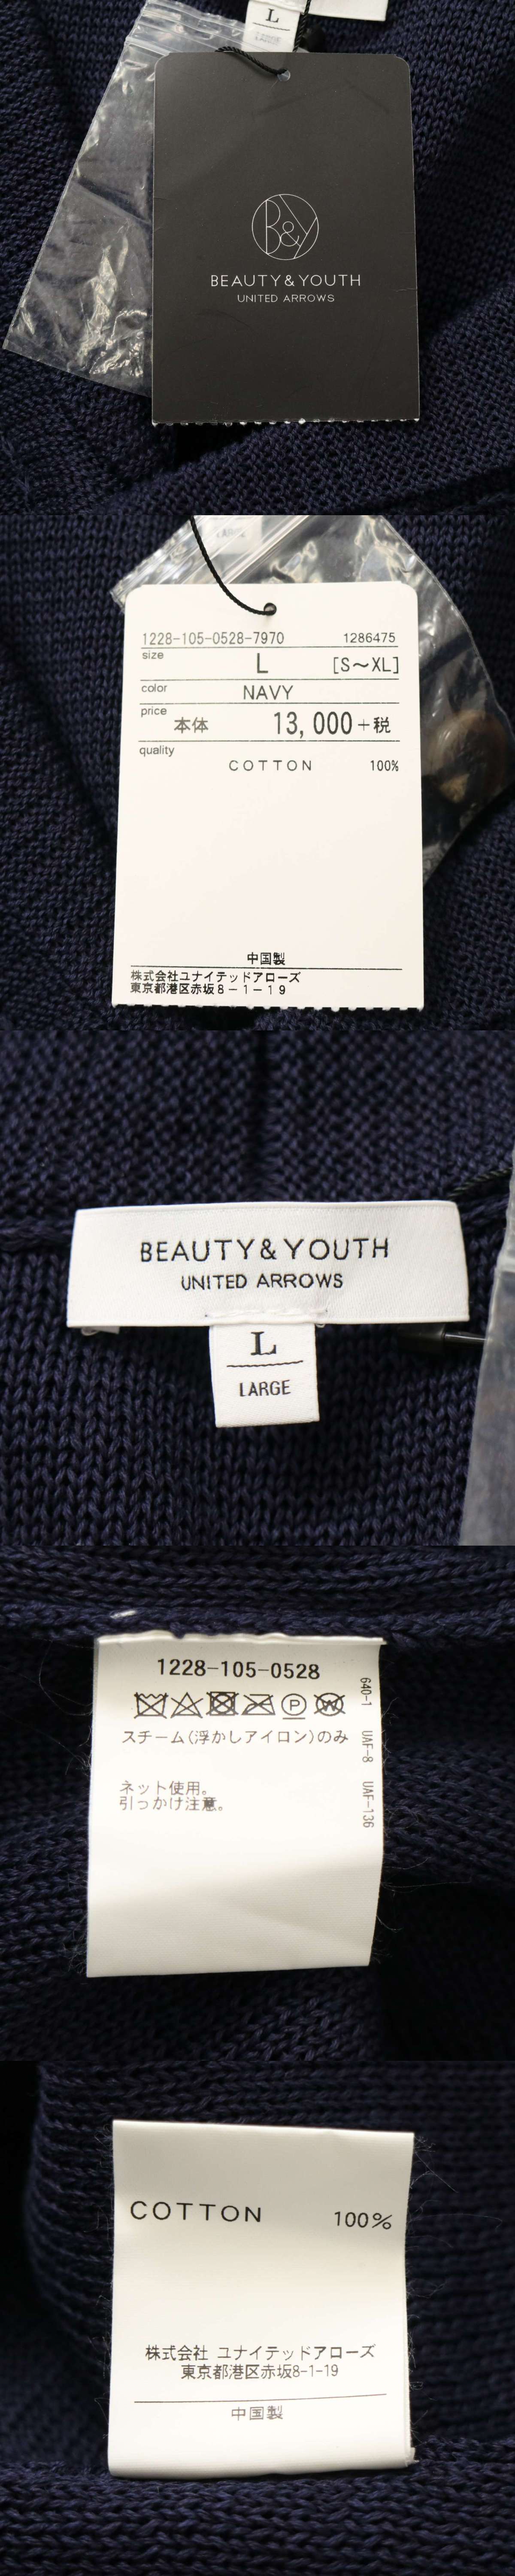 L
LARGE
B&Y
BEAUTY&YOUTH
UNITED ARROWS
LARGE
1228-105-0528-7970 1286475
size L [S～XL]
color NAVY
price 本体 13,000+税
quality
COTTON 100%
中国製
株式会社ユナイテッドアローズ
東京都港区赤坂8-1-19
BEAUTY&YOUTH
UNITED ARROWS
L
LARGE
1228-105-0528
P W
スチーム(浮かしアイロン)のみ
ネット使用。
引っかけ注意。
640-1 UAF-8 UAF-136
COTTON 100%
株式会社 ユナイテッドアローズ
東京都港区赤坂8-1-19
中国製